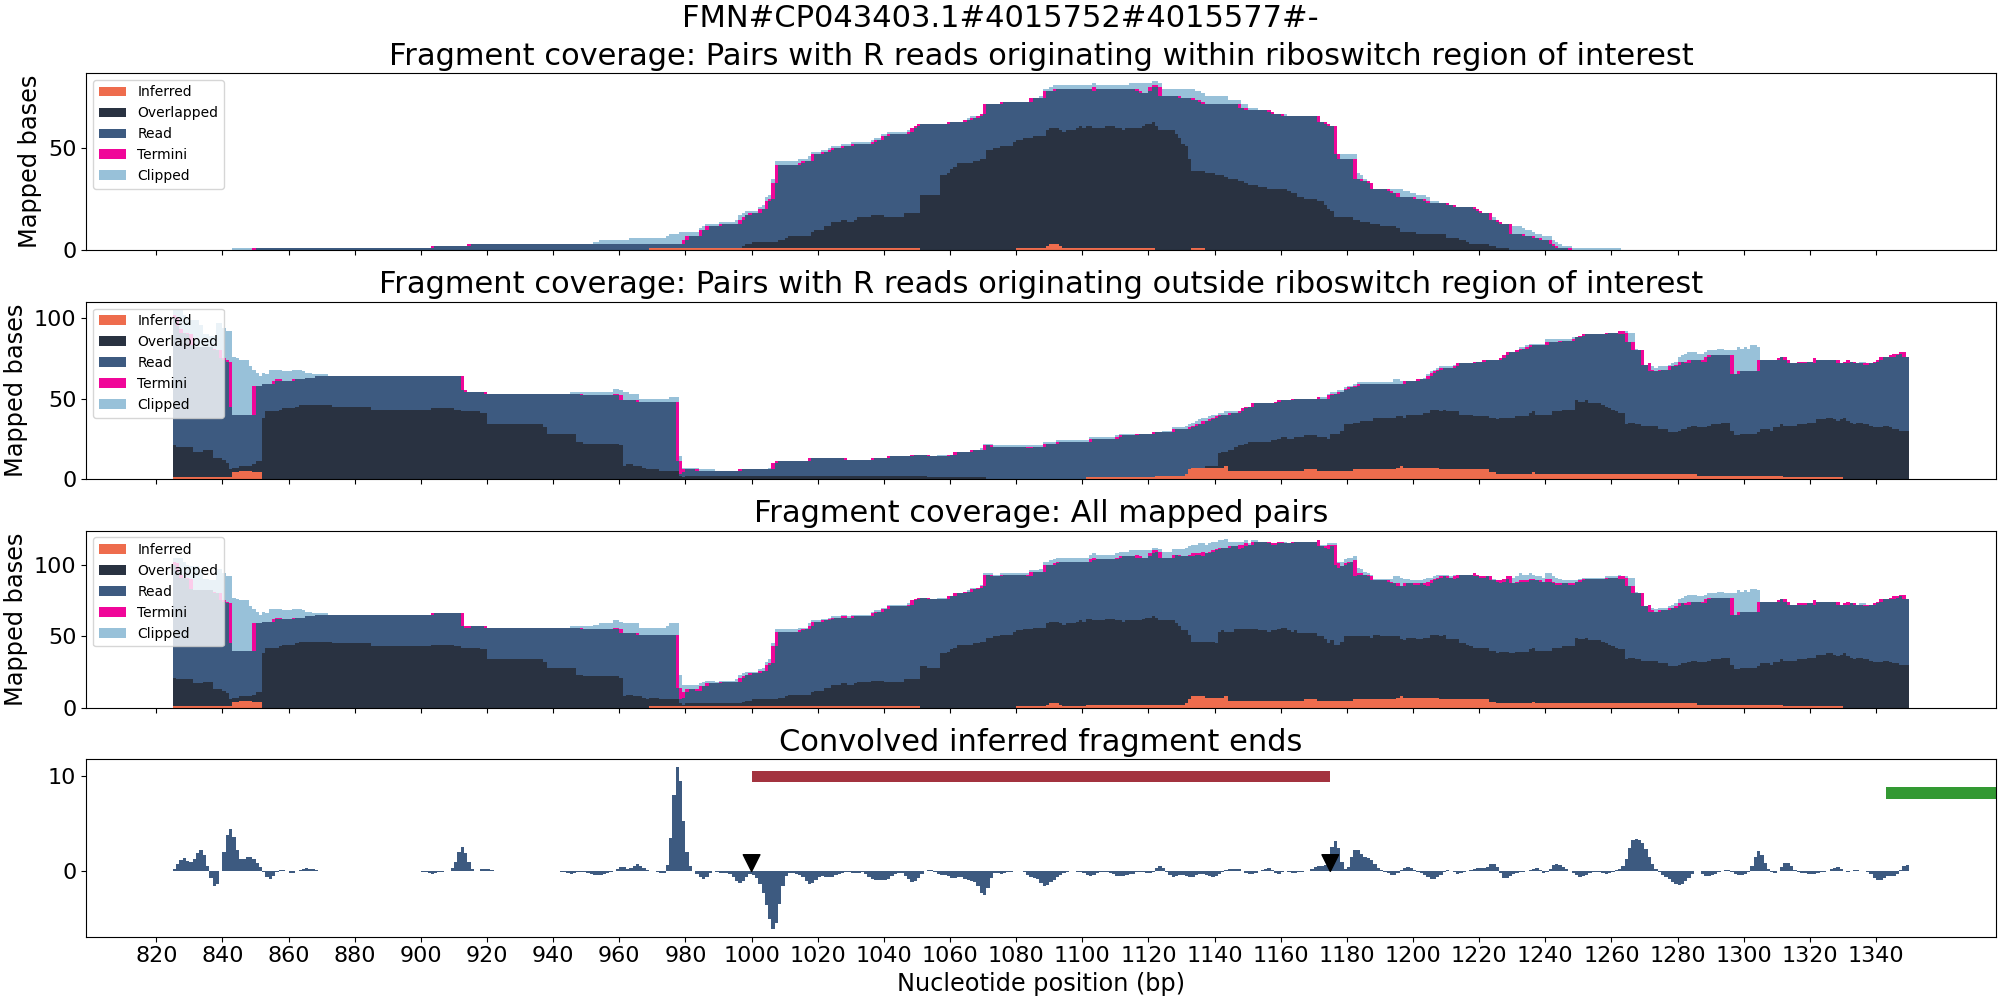 FMN#CP043403.1#4015752#4015577#-
Fragment coverage: Pairs with R reads originating within riboswitch region of interest
Mapped bases
50
0
Inferred
Overlapped
Read
Termini
Clipped
Fragment coverage: Pairs with R reads originating outside riboswitch region of interest
Mapped bases
100
50
0
Inferred
Overlapped
Read
Termini
Clipped
Fragment coverage: All mapped pairs
Mapped bases
100
50
0
Inferred
Overlapped
Read
Termini
Clipped
Convolved inferred fragment ends
10
0
820 840 860 880 900 920 940 960 980 1000 1020 1040 1060 1080 1100 1120 1140 1160 1180 1200 1220 1240 1260 1280 1300 1320 1340
Nucleotide position (bp)